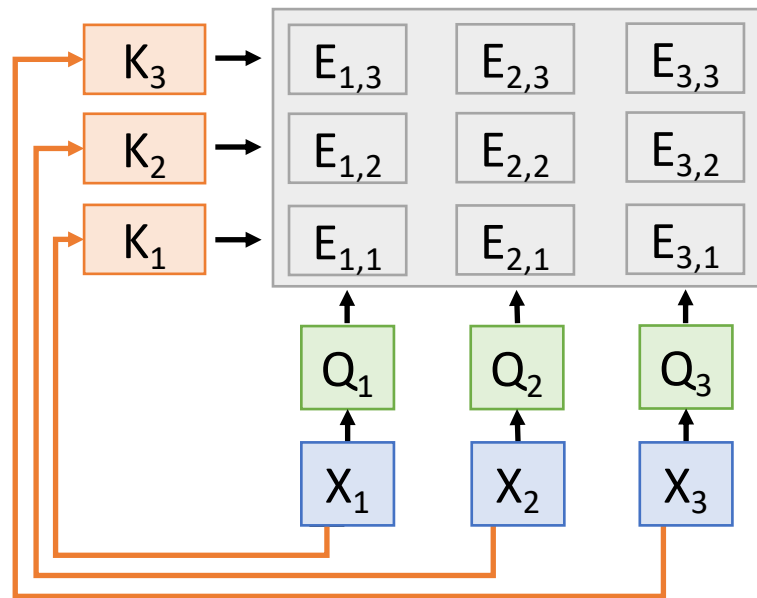 K3 E1,3 E2,3 E3,3
K2 E1,2 E2,2 E3,2
K1 E1,1 E2,1 E3,1
Q1 Q2 Q3
X1 X2 X3